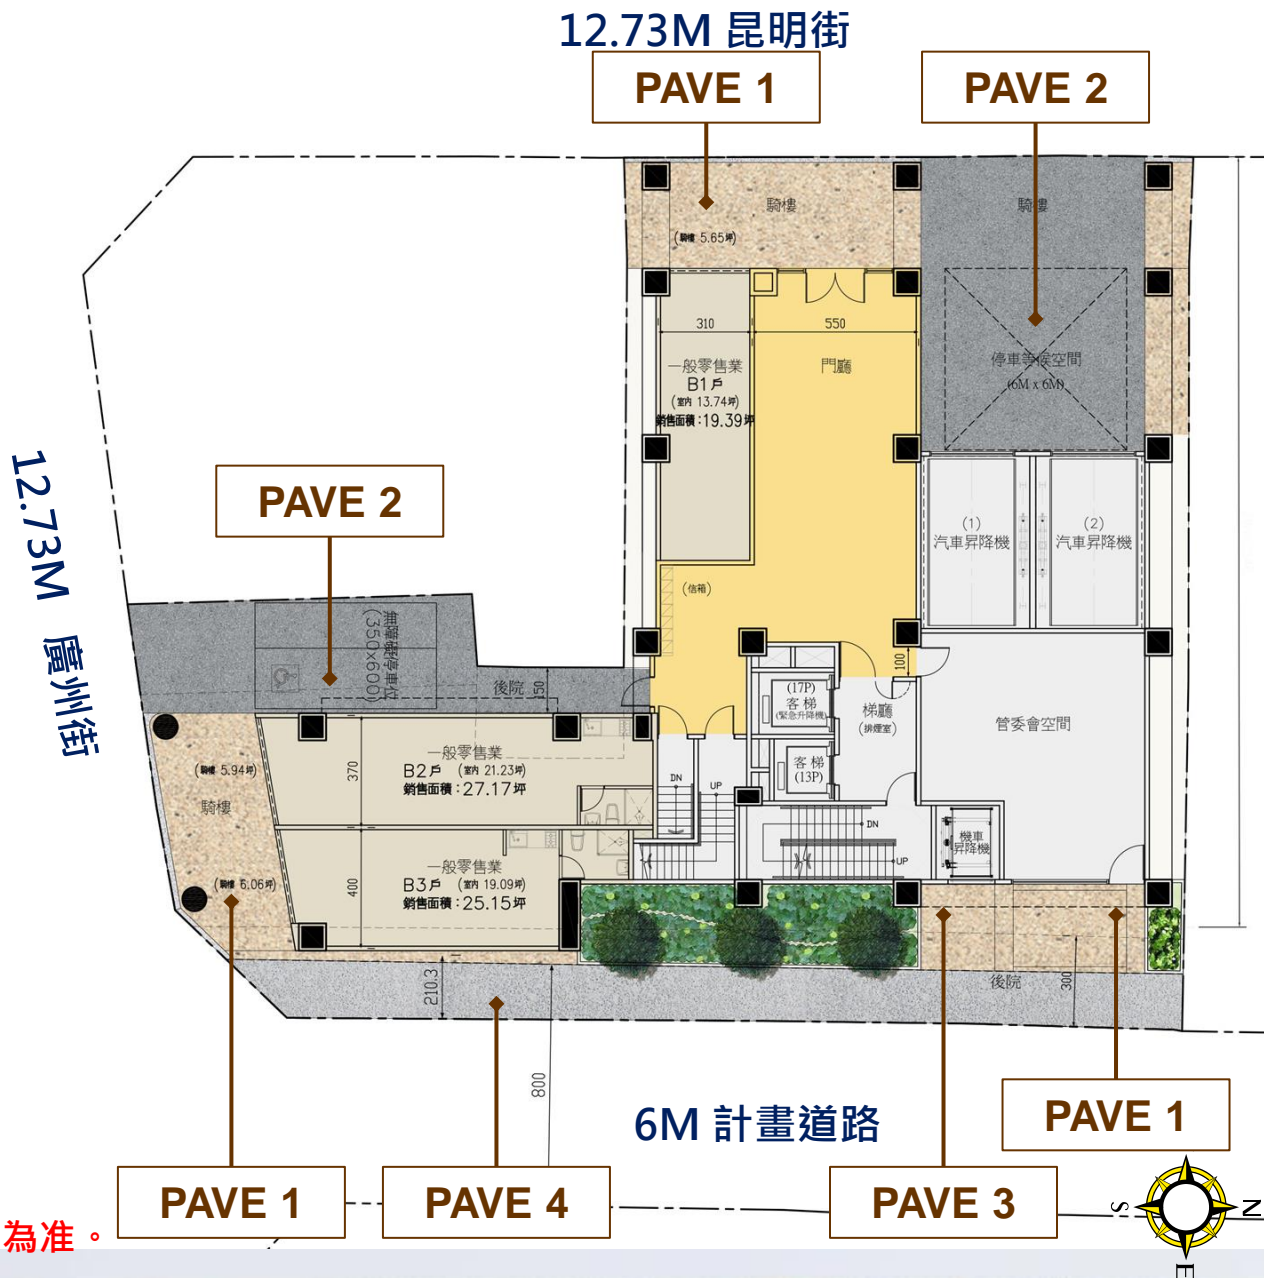 12.73M 昆明街
PAVE 1
PAVE 2
騎樓
騎樓
(騎樓 5.65坪)
310
550
一般零售業
B1戶
(室內 13.74坪)
銷售面積：19.39坪
門廳
停車等候空間
(6M x 6M)
12.73M 廣州街
PAVE 2
(1)
汽車昇降機
(2)
汽車昇降機
(信箱)
無障礙停車位
(350x600)
後院
150
100
(17P)
客梯
(緊急升降機)
梯廳
(排煙室)
管委會空間
客梯
(13P)
(騎樓 5.94坪)
騎樓
370
一般零售業
B2戶 (室內 21.23坪)
銷售面積：27.17坪
DN
UP
DN
UP
機車
昇降機
(騎樓 6.06坪)
400
一般零售業
B3戶 (室內 19.09坪)
銷售面積：25.15坪
210.3
後院
300
800
6M 計畫道路
PAVE 1
PAVE 1
PAVE 4
PAVE 3
S
N
E
為准。